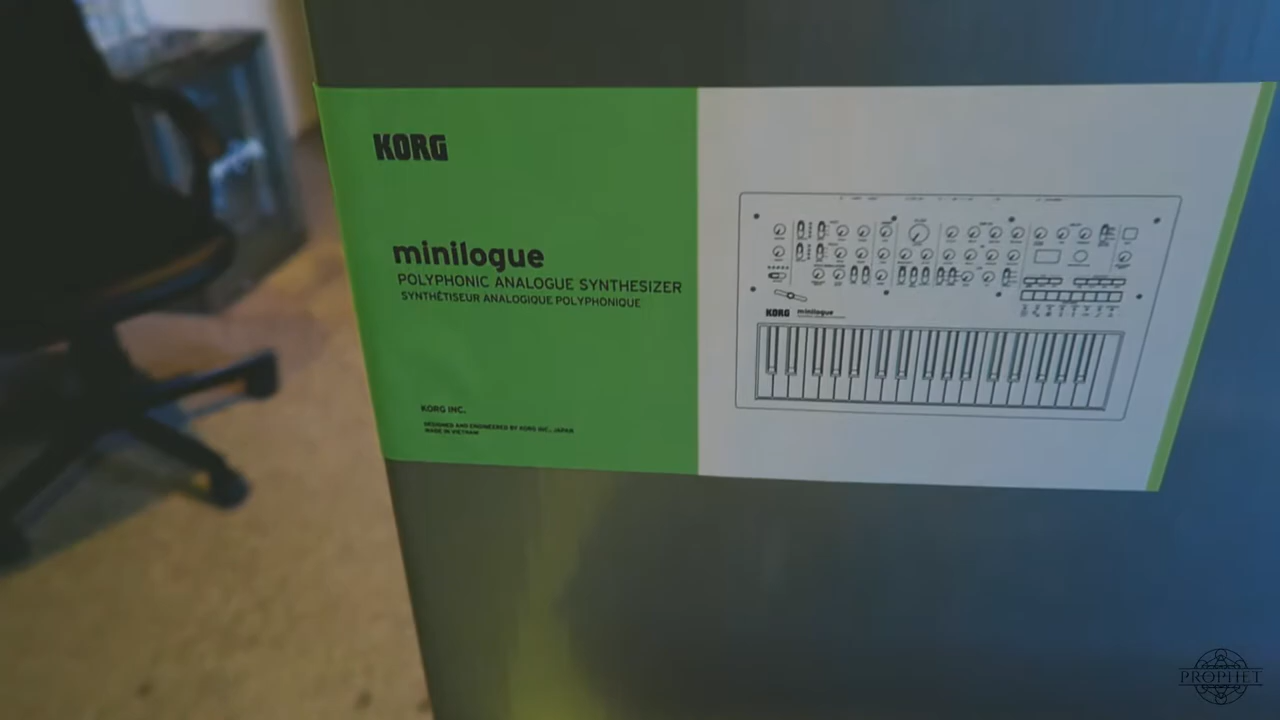 KORG
minilogue
POLYPHONIC ANALOGUE SYNTHESIZER
SYNTHÉTISEUR ANALOGIQUE POLYPHONIQUE
KORG INC.
DESIGNED AND ENGINEERED BY KORG INC., JAPAN
MADE IN VIETNAM
KORG minilogue
PROPHET